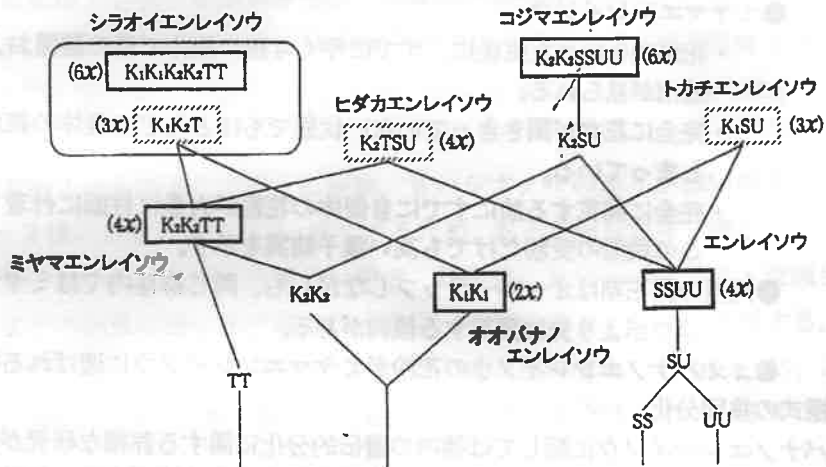 シラオイエンレイソウ
コジマエンレイソウ
(6x) K₁K₁K₂K₂TT
K₂K₂SSUU (6x)
ヒダカエンレイソウ
トカチエンレイソウ
(3x) K₁K₂T
K₂TSU (4x)
K₂SU
K₁SU (3x)
(4x) K₂K₂TT
エンレイソウ
ミヤマエンレイソウ
K₂K₂
K₁K₁ (2x)
SSUU (4x)
オオバナノ
エンレイソウ
SU
TT
SS UU